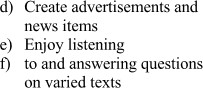 d) Create advertisements and
news items
e) Enjoy listening
f) to and answering questions
on varied texts